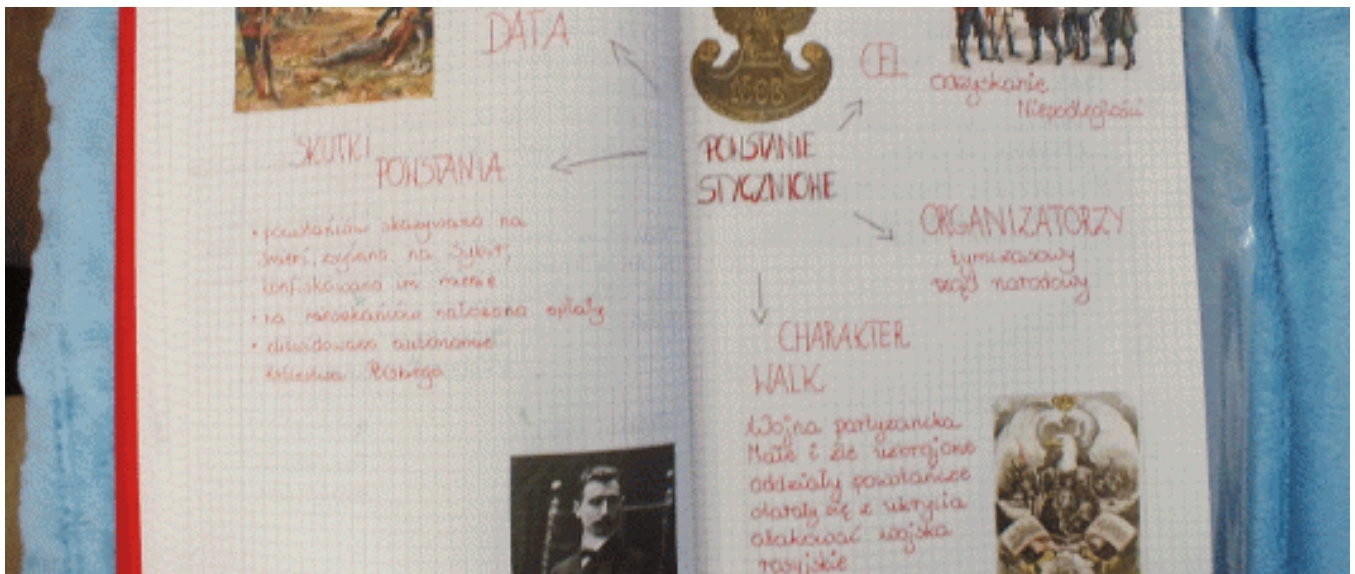 DATA
SKUTKI
POWSTANIA
• powstańców skazywano na
śmierć, zsyłano na Sybir,
konfiskowano im mienie
• na mieszkańców nałożono opłaty
• zlikwidowano autonomię
Królestwa Polskiego
POWSTANIE
STYCZNIOWE
CEL
Odzyskanie
Niepodległości
ORGANIZATORZY
tymczasowy
rząd narodowy
CHARAKTER
WALK
Wojna partyzancka
Małe i źle uzbrojone
oddziały powstańcze
starały się z ukrycia
atakować wojska
rosyjskie